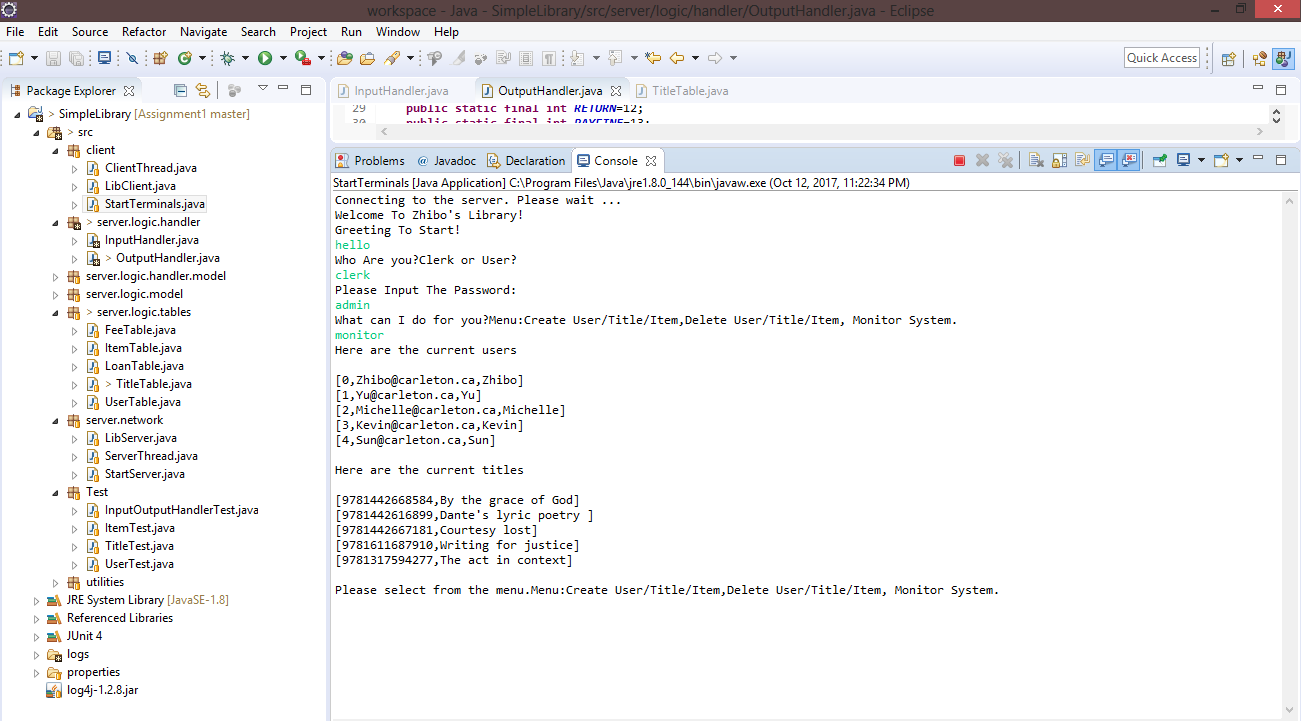 workspace - Java - SimpleLibrary/src/server/logic/handler/OutputHandler.java - Eclipse
File Edit Source Refactor Navigate Search Project Run Window Help
Quick Access
Package Explorer
> SimpleLibrary [Assignment1 master]
> src
client
ClientThread.java
LibClient.java
StartTerminals.java
> server.logic.handler
InputHandler.java
> OutputHandler.java
server.logic.handler.model
server.logic.model
> server.logic.tables
FeeTable.java
ItemTable.java
LoanTable.java
> TitleTable.java
UserTable.java
server.network
LibServer.java
ServerThread.java
StartServer.java
Test
InputOutputHandlerTest.java
ItemTest.java
TitleTest.java
UserTest.java
utilities
JRE System Library [JavaSE-1.8]
Referenced Libraries
JUnit 4
logs
properties
log4j-1.2.8.jar
InputHandler.java OutputHandler.java TitleTable.java
29 public static final int RETURN=12;
30 public static final int PAYFINE=13;
Problems @ Javadoc Declaration Console
StartTerminals [Java Application] C:\Program Files\Java\jre1.8.0_144\bin\javaw.exe (Oct 12, 2017, 11:22:34 PM)
Connecting to the server. Please wait ...
Welcome To Zhibo's Library!
Greeting To Start!
hello
Who Are you?Clerk or User?
clerk
Please Input The Password:
admin
What can I do for you?Menu:Create User/Title/Item,Delete User/Title/Item, Monitor System.
monitor
Here are the current users
[0,Zhibo@carleton.ca,Zhibo]
[1,Yu@carleton.ca,Yu]
[2,Michelle@carleton.ca,Michelle]
[3,Kevin@carleton.ca,Kevin]
[4,Sun@carleton.ca,Sun]
Here are the current titles
[9781442668584,By the grace of God]
[9781442616899,Dante's lyric poetry ]
[9781442667181,Courtesy lost]
[9781611687910,Writing for justice]
[9781317594277,The act in context]
Please select from the menu.Menu:Create User/Title/Item,Delete User/Title/Item, Monitor System.